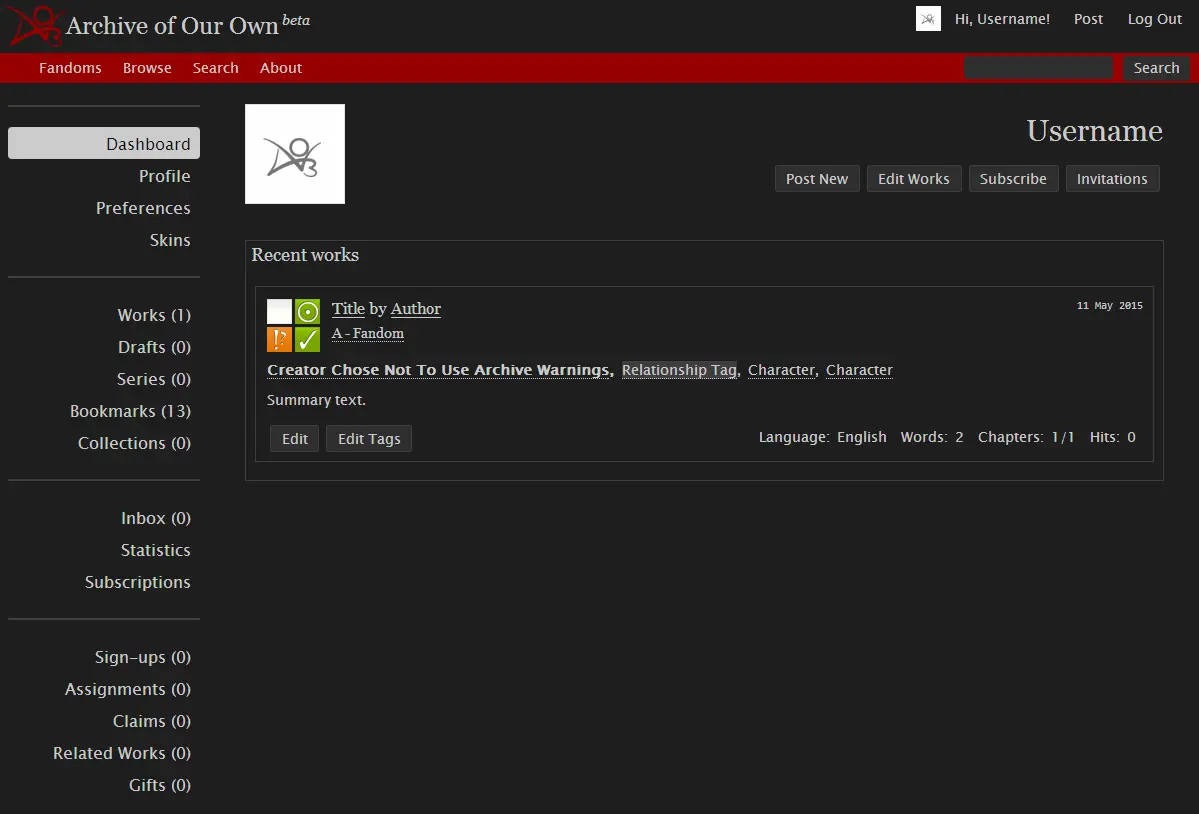 Archive of Our Own beta
Hi, Username! Post Log Out
Fandoms Browse Search About Search
Dashboard
Profile
Preferences
Skins
Works (1)
Drafts (0)
Series (0)
Bookmarks (13)
Collections (0)
Inbox (0)
Statistics
Subscriptions
Sign-ups (0)
Assignments (0)
Claims (0)
Related Works (0)
Gifts (0)
Username
Post New Edit Works Subscribe Invitations
Recent works
Title by Author 11 May 2015
A - Fandom
Creator Chose Not To Use Archive Warnings, Relationship Tag, Character, Character
Summary text.
Edit Edit Tags Language: English Words: 2 Chapters: 1/1 Hits: 0